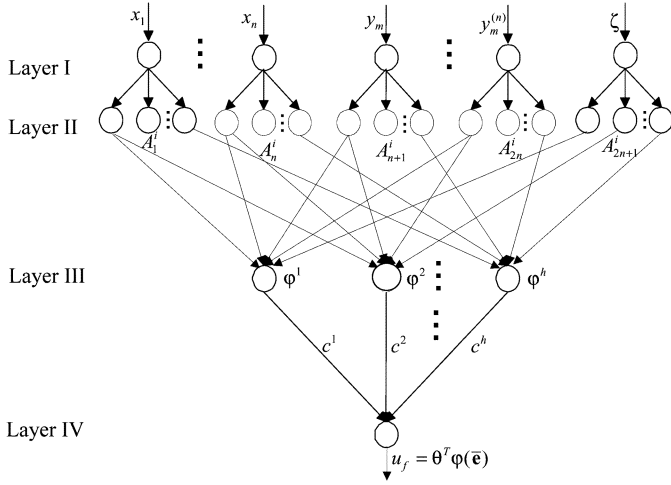 x₁ xₙ yₘ yₘ⁽ⁿ⁾ ζ
Layer I
Layer II
A₁ⁱ Aₙⁱ Aₙ₊₁ⁱ A₂ₙⁱ A₂ₙ₊₁ⁱ
Layer III
φ¹ φ² φʰ
c¹ c² cʰ
Layer IV
u_f = θᵀφ(e̅)